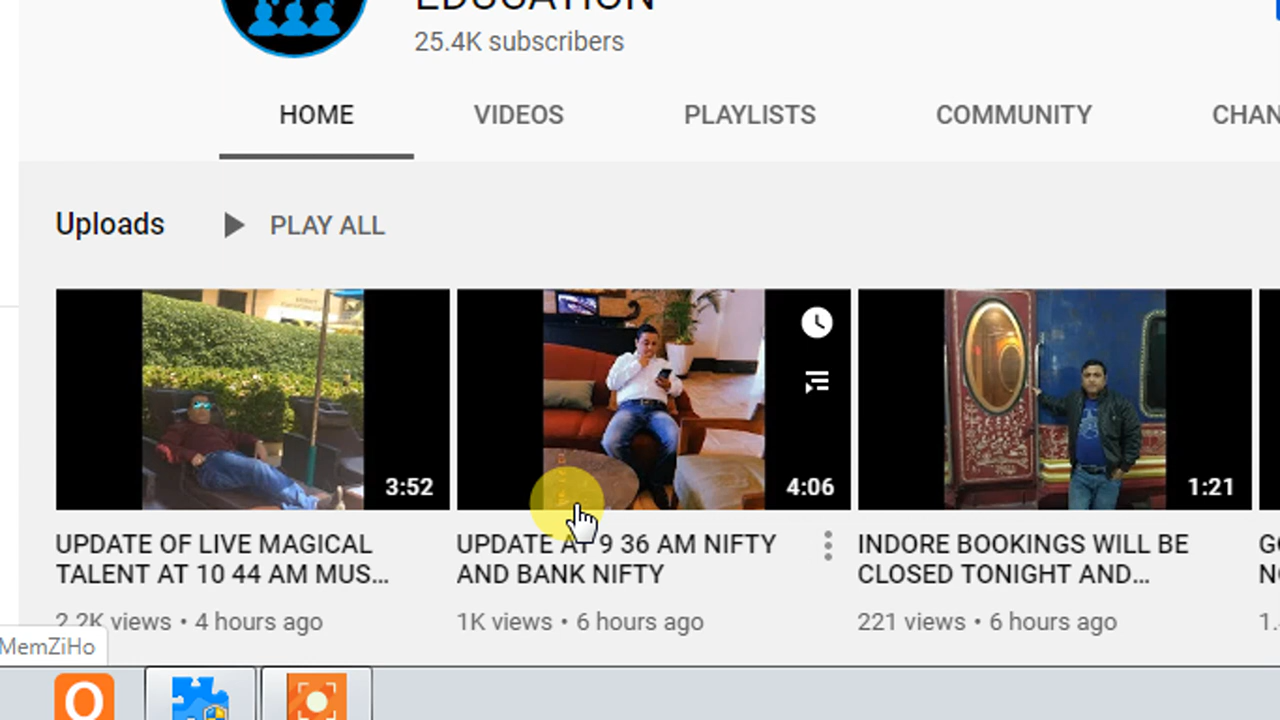 EDUCATION
25.4K subscribers
HOME VIDEOS PLAYLISTS COMMUNITY CHAN
Uploads PLAY ALL
3:52 4:06 1:21
UPDATE OF LIVE MAGICAL
TALENT AT 10 44 AM MUS...
2.2K views • 4 hours ago
UPDATE AT 9 36 AM NIFTY
AND BANK NIFTY
1K views • 6 hours ago
INDORE BOOKINGS WILL BE
CLOSED TONIGHT AND...
221 views • 6 hours ago
MemZiHo